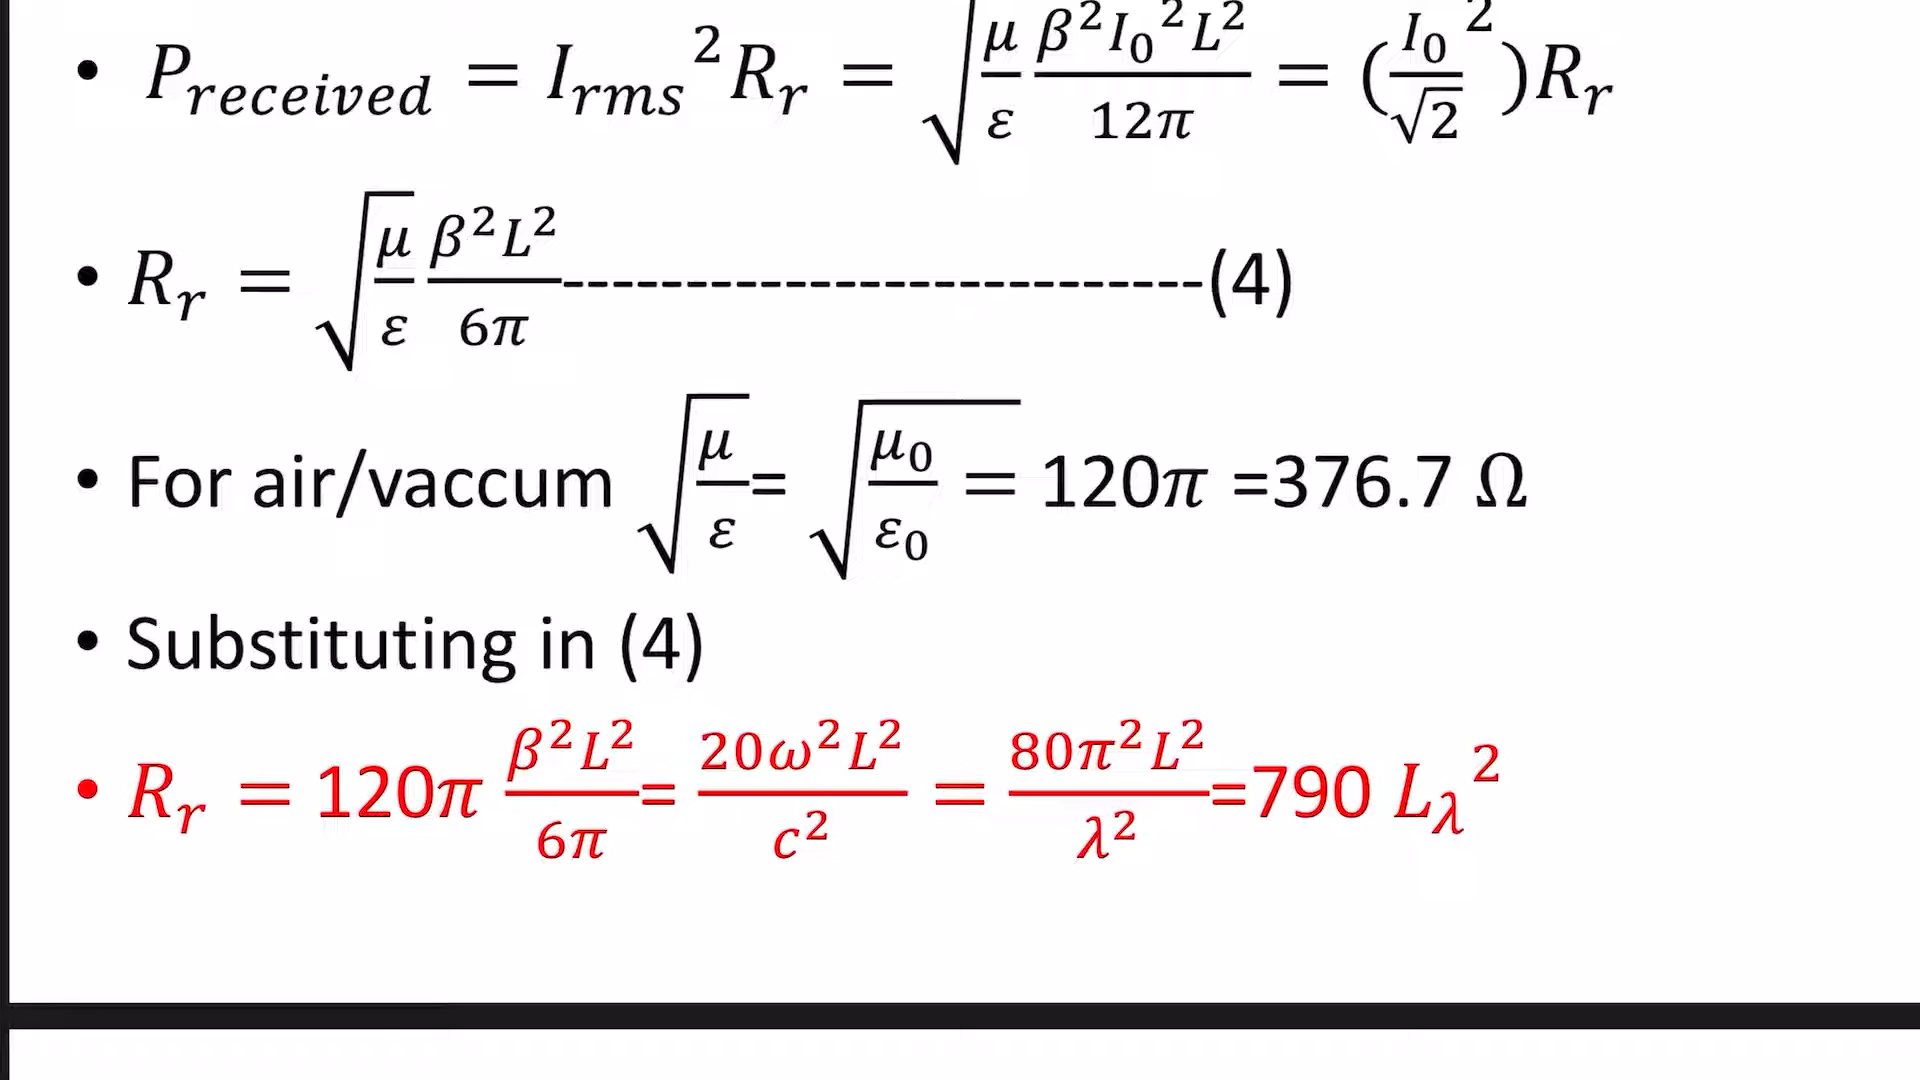 • P_received = I_rms² R_r = √(μ/ε) β²I₀²L²/12π = (I₀/√2 ²)R_r
• R_r = √(μ/ε) β²L²/6π--------------------------(4)
• For air/vaccum √(μ/ε)= √(μ₀/ε₀) = 120π =376.7 Ω
• Substituting in (4)
• R_r = 120π β²L²/6π= 20ω²L²/c² = 80π²L²/λ²=790 L_λ²